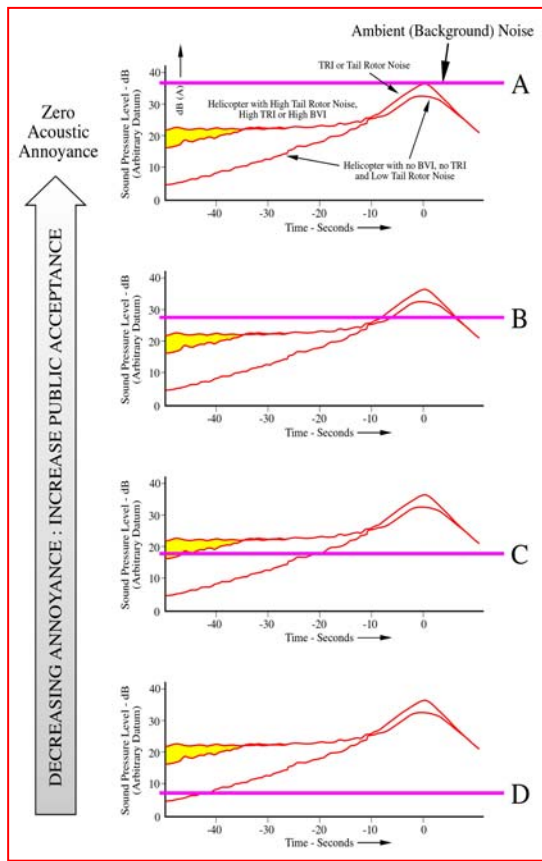 Ambient (Background) Noise
Zero
Acoustic
Annoyance
DECREASING ANNOYANCE : INCREASE PUBLIC ACCEPTANCE
Sound Pressure Level - dB
(Arbitrary Datum)
40
30
20
10
0
dB (A)
TRI or Tail Rotor Noise
A
Helicopter with High Tail Rotor Noise,
High TRI or High BVI
Helicopter with no BVI, no TRI
and Low Tail Rotor Noise
-40
-30
-20
-10
0
Time - Seconds
Sound Pressure Level - dB
(Arbitrary Datum)
40
30
20
10
0
B
-40
-30
-20
-10
0
Time - Seconds
Sound Pressure Level - dB
(Arbitrary Datum)
40
30
20
10
0
C
-40
-30
-20
-10
0
Time - Seconds
Sound Pressure Level - dB
(Arbitrary Datum)
40
30
20
10
0
D
-40
-30
-20
-10
0
Time - Seconds